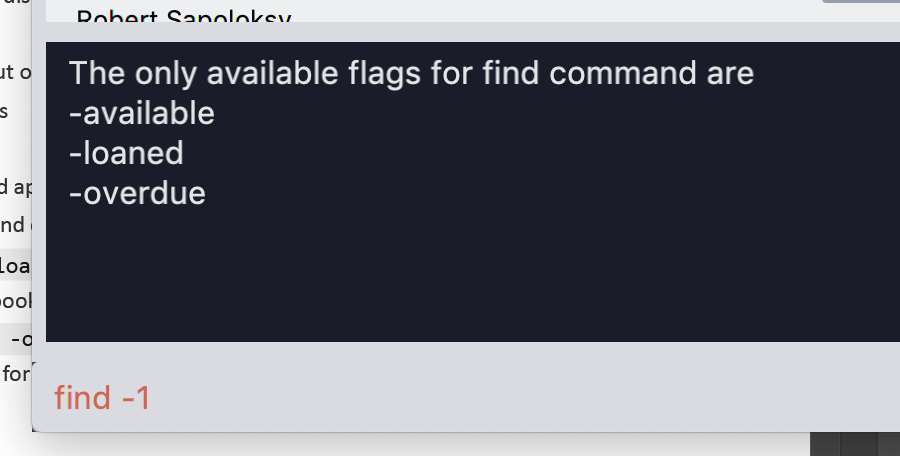 Robert Sapoloksy
ut o
The only available flags for find command are
s
-available
-loaned
d ap
-overdue
nd
loa
book
-o
for
find -1